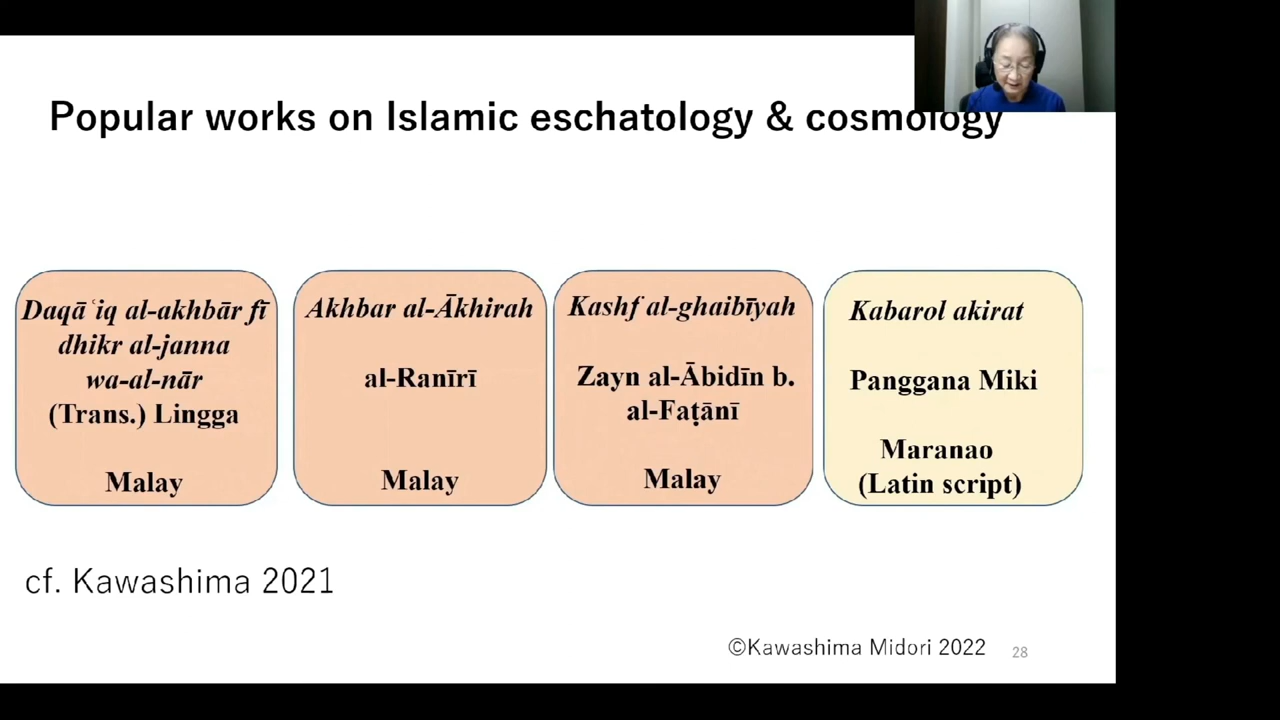 Popular works on Islamic eschatology & cosmology
Daqāʿiq al-akhbār fī
dhikr al-janna
wa-al-nār
(Trans.) Lingga
Malay
Akhbar al-Ākhirah
al-Ranīrī
Malay
Kashf al-ghaibīyah
Zayn al-Ābidīn b.
al-Faṭānī
Malay
Kabarol akirat
Panggana Miki
Maranao
(Latin script)
cf. Kawashima 2021
©Kawashima Midori 2022
28